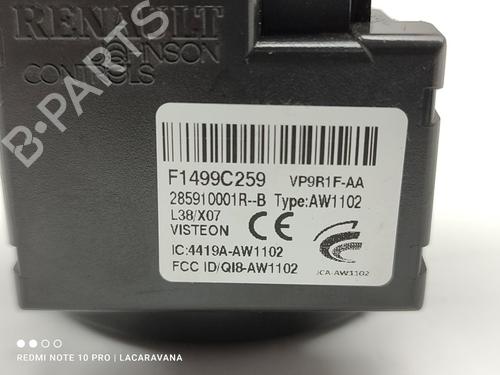 RENAULT
JOHNSON
CONTROLS
B-PARTS
F1499C259 VP9R1F-AA
285910001R--B Type:AW1102
L38/X07
VISTEON CE
IC:4419A-AW1102
FCC ID/QI8-AW1102
JCA-AW1102
REDMI NOTE 10 PRO | LACARAVANA